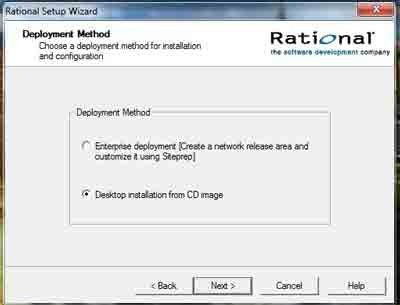 Rational Setup Wizard
Deployment Method
Choose a deployment method for installation
and configuration
Rational
the software development company
Deployment Method
Enterprise deployment [Create a network release area and
customize it using Siteprep]
Desktop installation from CD image
< Back
Next >
Cancel
Help